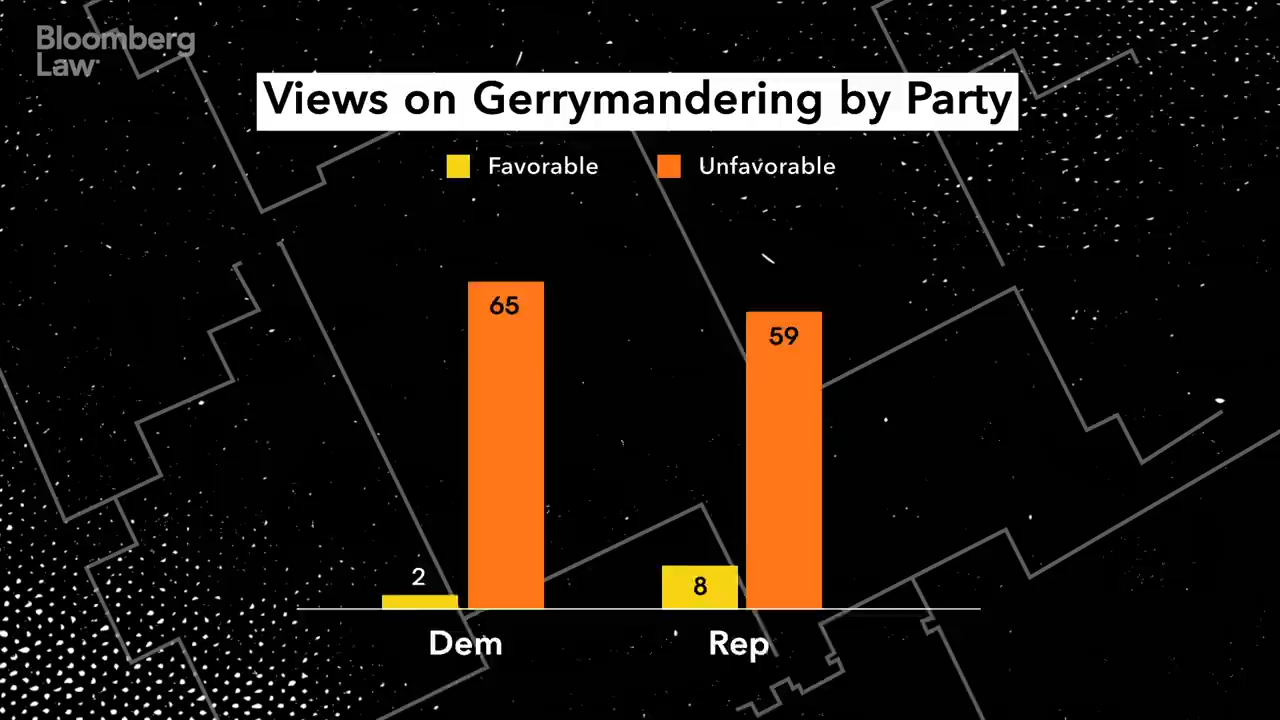 Bloomberg
Law
Views on Gerrymandering by Party
Favorable Unfavorable
65
59
2
8
Dem Rep